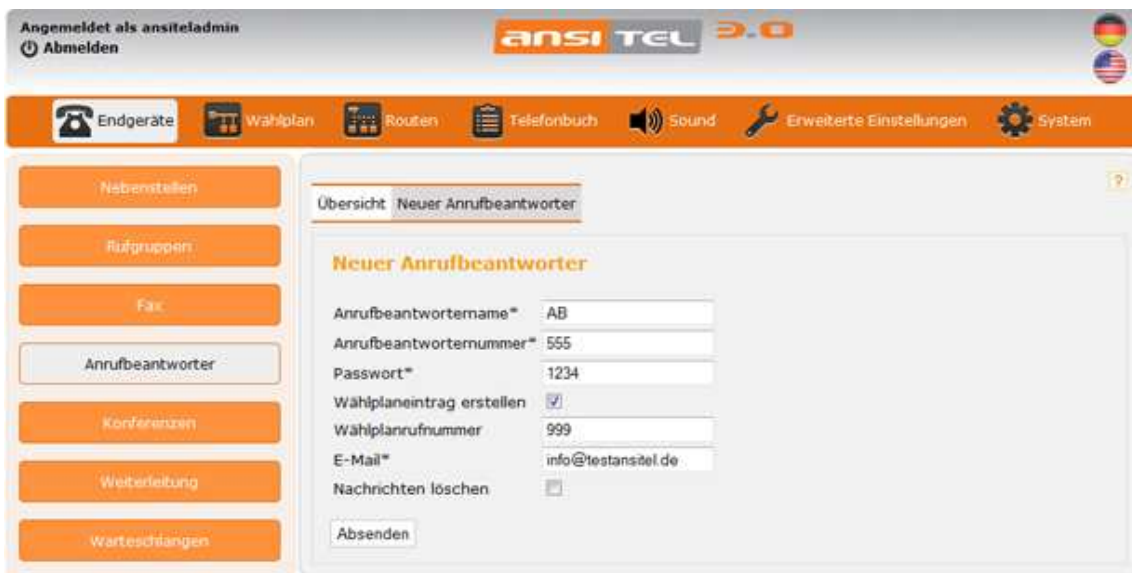 Angemeldet als ansiteladmin
Abmelden
ansi TEL 3.0
Endgeräte Wählplan Routen Telefonbuch Sound Erweiterte Einstellungen System
Nebenstellen
Rufgruppen
Fax
Anrufbeantworter
Konferenzen
Weiterleitung
Warteschlangen
?
Übersicht Neuer Anrufbeantworter
Neuer Anrufbeantworter
Anrufbeantwortername* AB
Anrufbeantworternummer* 555
Passwort* 1234
Wählplaneintrag erstellen
Wählplanrufnummer 999
E-Mail* info@testansitel.de
Nachrichten löschen
Absenden